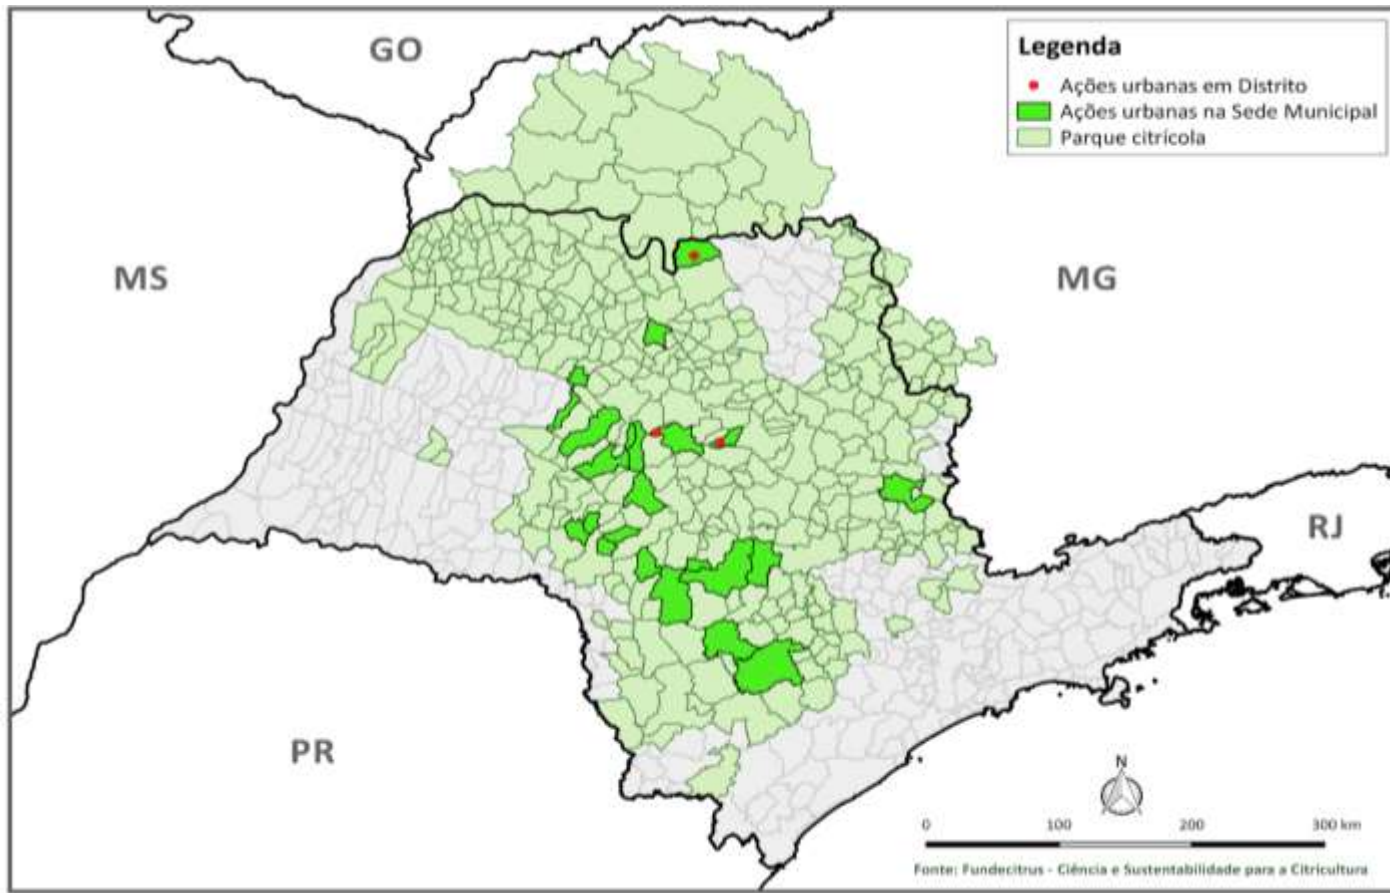 GO
Legenda
Ações urbanas em Distrito
Ações urbanas na Sede Municipal
Parque citrícola
MS
MG
RJ
PR
N
0 100 200 300 km
Fonte: Fundecitrus - Ciência e Sustentabilidade para a Citricultura